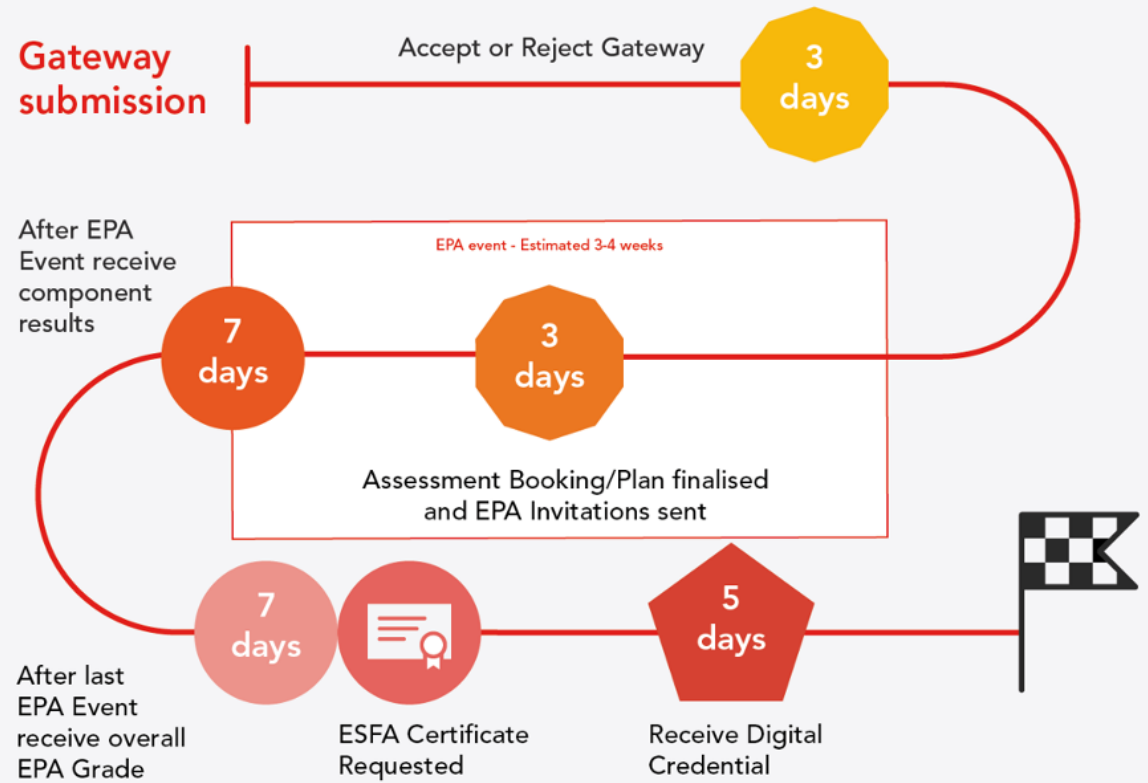 Gateway
submission
Accept or Reject Gateway
3
days
After EPA
Event receive
component
results
EPA event - Estimated 3-4 weeks
3
days
7
days
Assessment Booking/Plan finalised
and EPA Invitations sent
7
days
After last
EPA Event
receive overall
EPA Grade
ESFA Certificate
Requested
5
days
Receive Digital
Credential